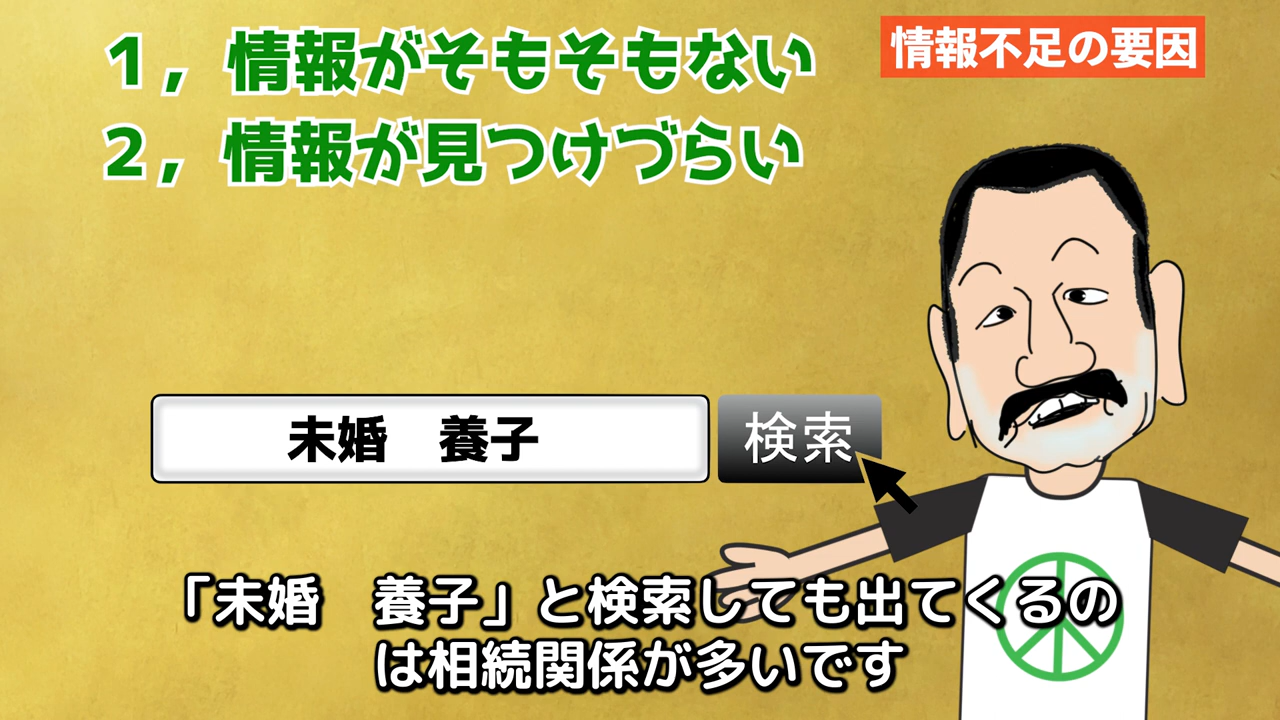 情報不足の要因
１，情報がそもそもない
２，情報が見つけづらい
未婚　養子
検索
「未婚　養子」と検索しても出てくるの
は相続関係が多いです